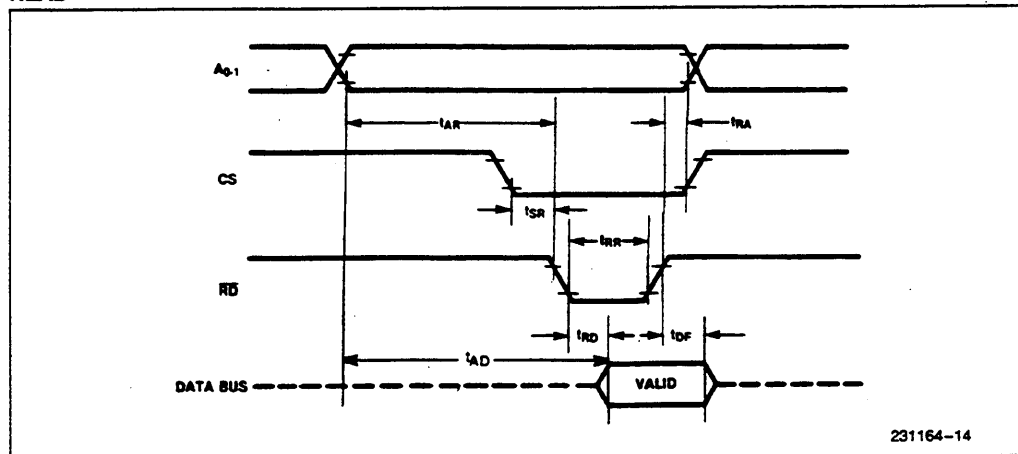 A0-1
tAR
tRA
CS
tSR
tRR
RD
tRD
tDF
tAD
DATA BUS
VALID
231164-14